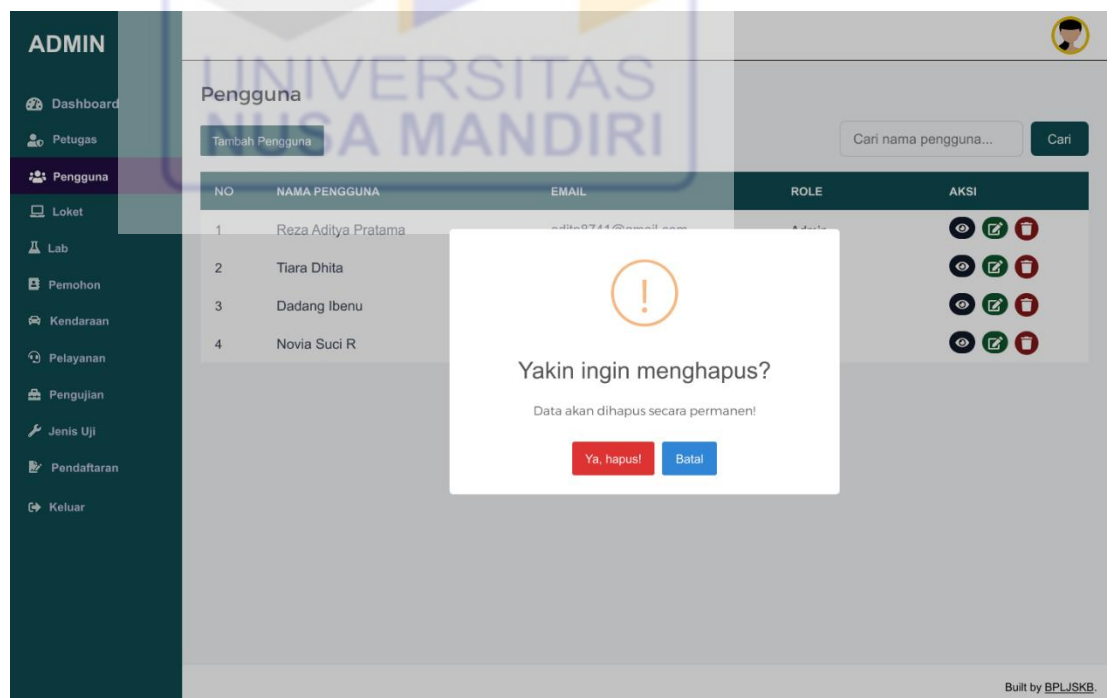 ADMIN
Dashboard
Petugas
Pengguna
Loket
Lab
Pemohon
Kendaraan
Pelayanan
Pengujian
Jenis Uji
Pendaftaran
Keluar
UNIVERSITAS
NUSA MANDIRI
Pengguna
Tambah Pengguna
Cari nama pengguna...
Cari
NO NAMA PENGGUNA EMAIL ROLE AKSI
1 Reza Aditya Pratama Admin
2 Tiara Dhita
3 Dadang Ibenu
4 Novia Suci R
!
Yakin ingin menghapus?
Data akan dihapus secara permanen!
Ya, hapus!
Batal
Built by BPLJSKB.